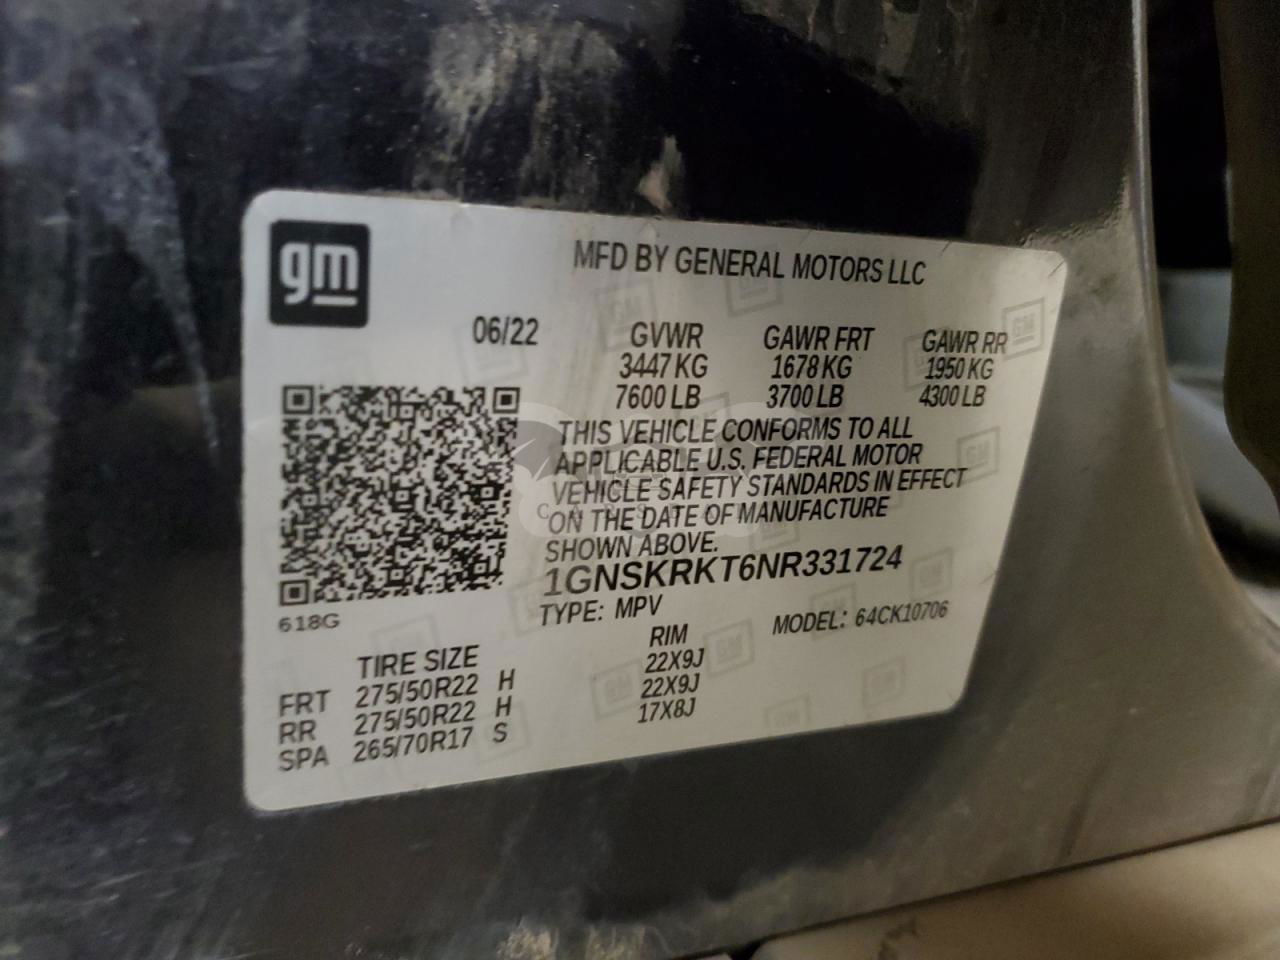 gm
MFD BY GENERAL MOTORS LLC
06/22 GVWR GAWR FRT GAWR RR
3447 KG 1678 KG 1950 KG
7600 LB 3700 LB 4300 LB
THIS VEHICLE CONFORMS TO ALL
APPLICABLE U.S. FEDERAL MOTOR
VEHICLE SAFETY STANDARDS IN EFFECT
ON THE DATE OF MANUFACTURE
SHOWN ABOVE.
1GNSKRKT6NR331724
618G TYPE: MPV MODEL: 64CK10706
TIRE SIZE RIM
FRT 275/50R22 H 22X9J
RR 275/50R22 H 22X9J
SPA 265/70R17 S 17X8J